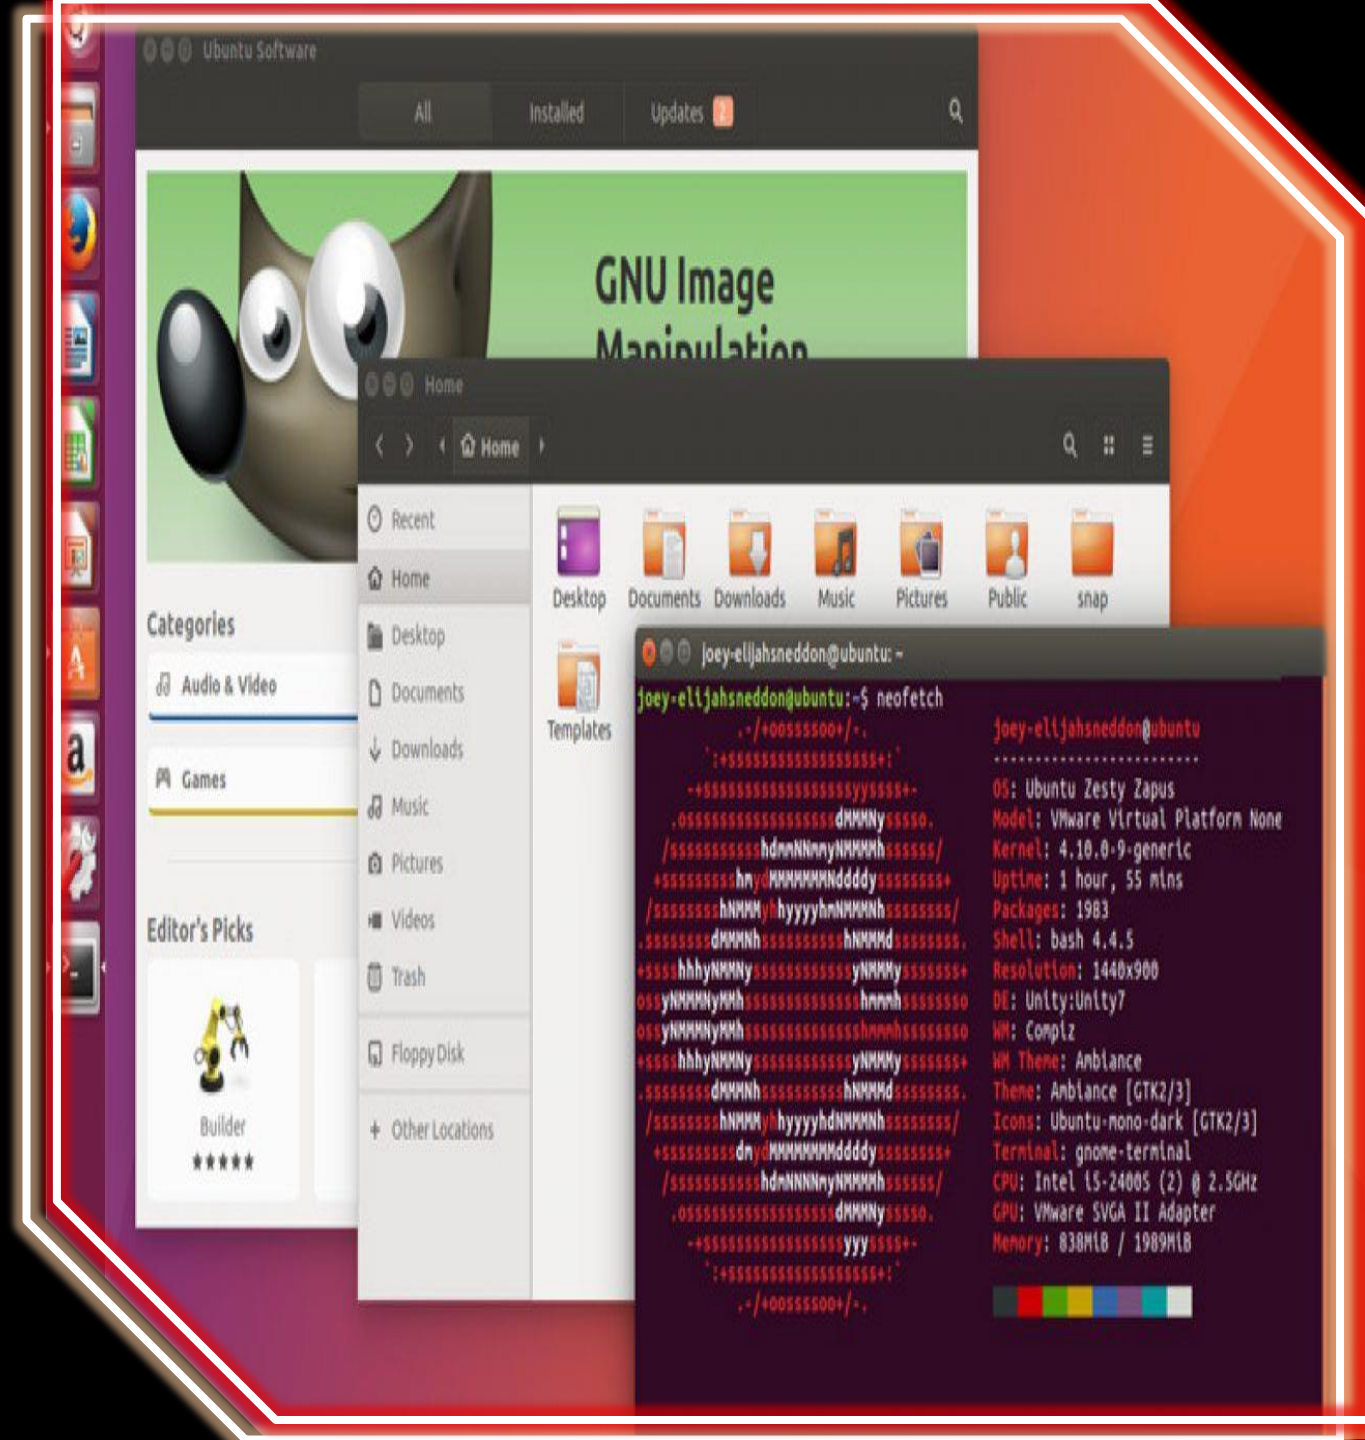 Ubuntu Software
All Installed Updates 2
GNU Image
Manipulation
Home
Home
Recent
Home
Desktop
Documents
Downloads
Music
Pictures
Videos
Trash
Floppy Disk
Other Locations
Desktop Documents Downloads Music Pictures Public snap
Templates
Categories
Audio & Video
Games
Editor's Picks
Builder
★★★★★
joey-elijahsneddon@ubuntu: ~
joey-elijahsneddon@ubuntu:~$ neofetch
joey-elijahsneddon@ubuntu
-------------------------
OS: Ubuntu Zesty Zapus
Model: VMware Virtual Platform None
Kernel: 4.10.0-9-generic
Uptime: 1 hour, 55 mins
Packages: 1983
Shell: bash 4.4.5
Resolution: 1440x900
DE: Unity:Unity7
WM: Compiz
WM Theme: Ambiance
Theme: Ambiance [GTK2/3]
Icons: Ubuntu-mono-dark [GTK2/3]
Terminal: gnome-terminal
CPU: Intel i5-2400S (2) @ 2.5GHz
GPU: VMware SVGA II Adapter
Memory: 838MiB / 1989MiB